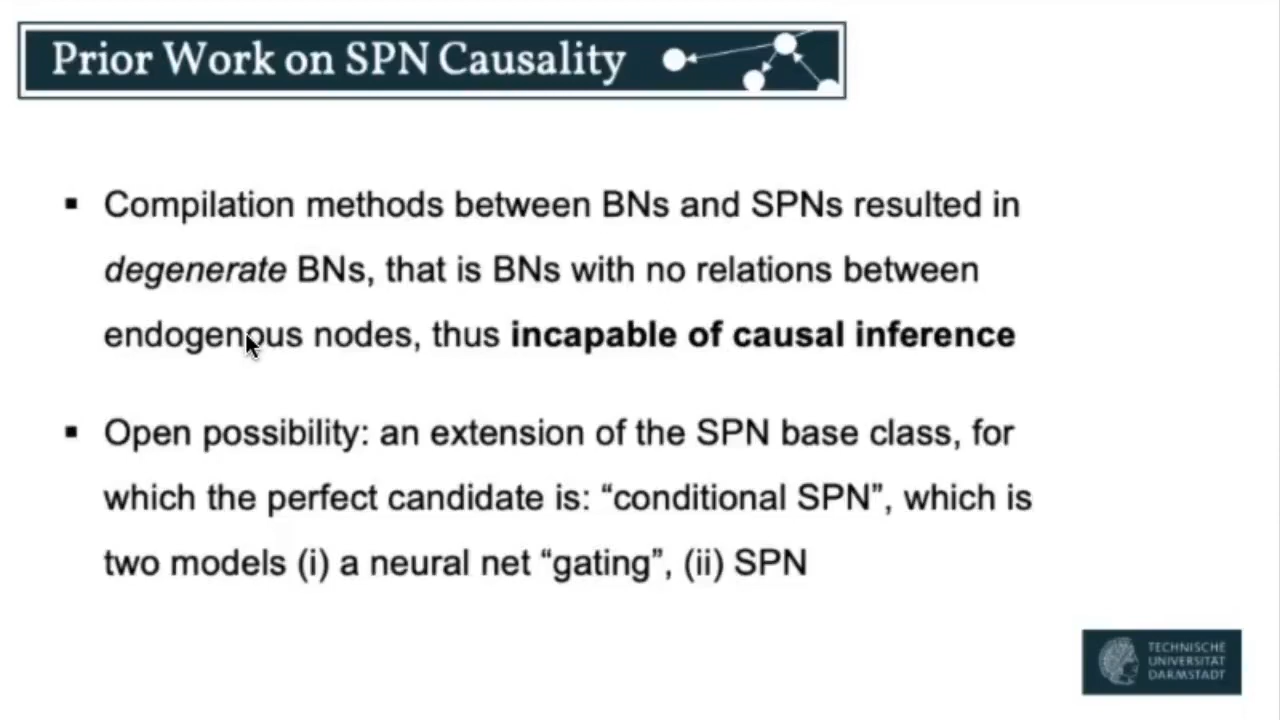 Prior Work on SPN Causality
▪ Compilation methods between BNs and SPNs resulted in
degenerate BNs, that is BNs with no relations between
endogenous nodes, thus incapable of causal inference
▪ Open possibility: an extension of the SPN base class, for
which the perfect candidate is: “conditional SPN”, which is
two models (i) a neural net “gating”, (ii) SPN
TECHNISCHE
UNIVERSITÄT
DARMSTADT